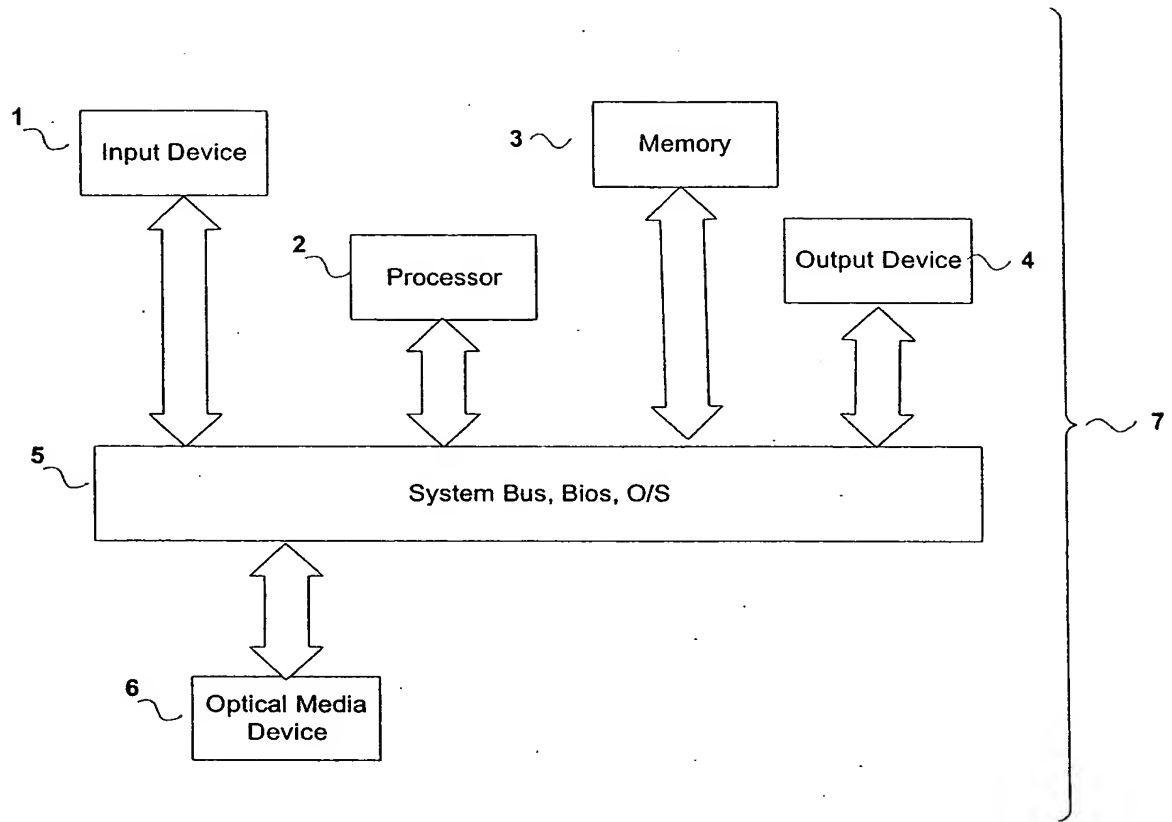 1
Input Device
3
Memory
2
Processor
Output Device
4
7
5
System Bus, Bios, O/S
6
Optical Media
Device